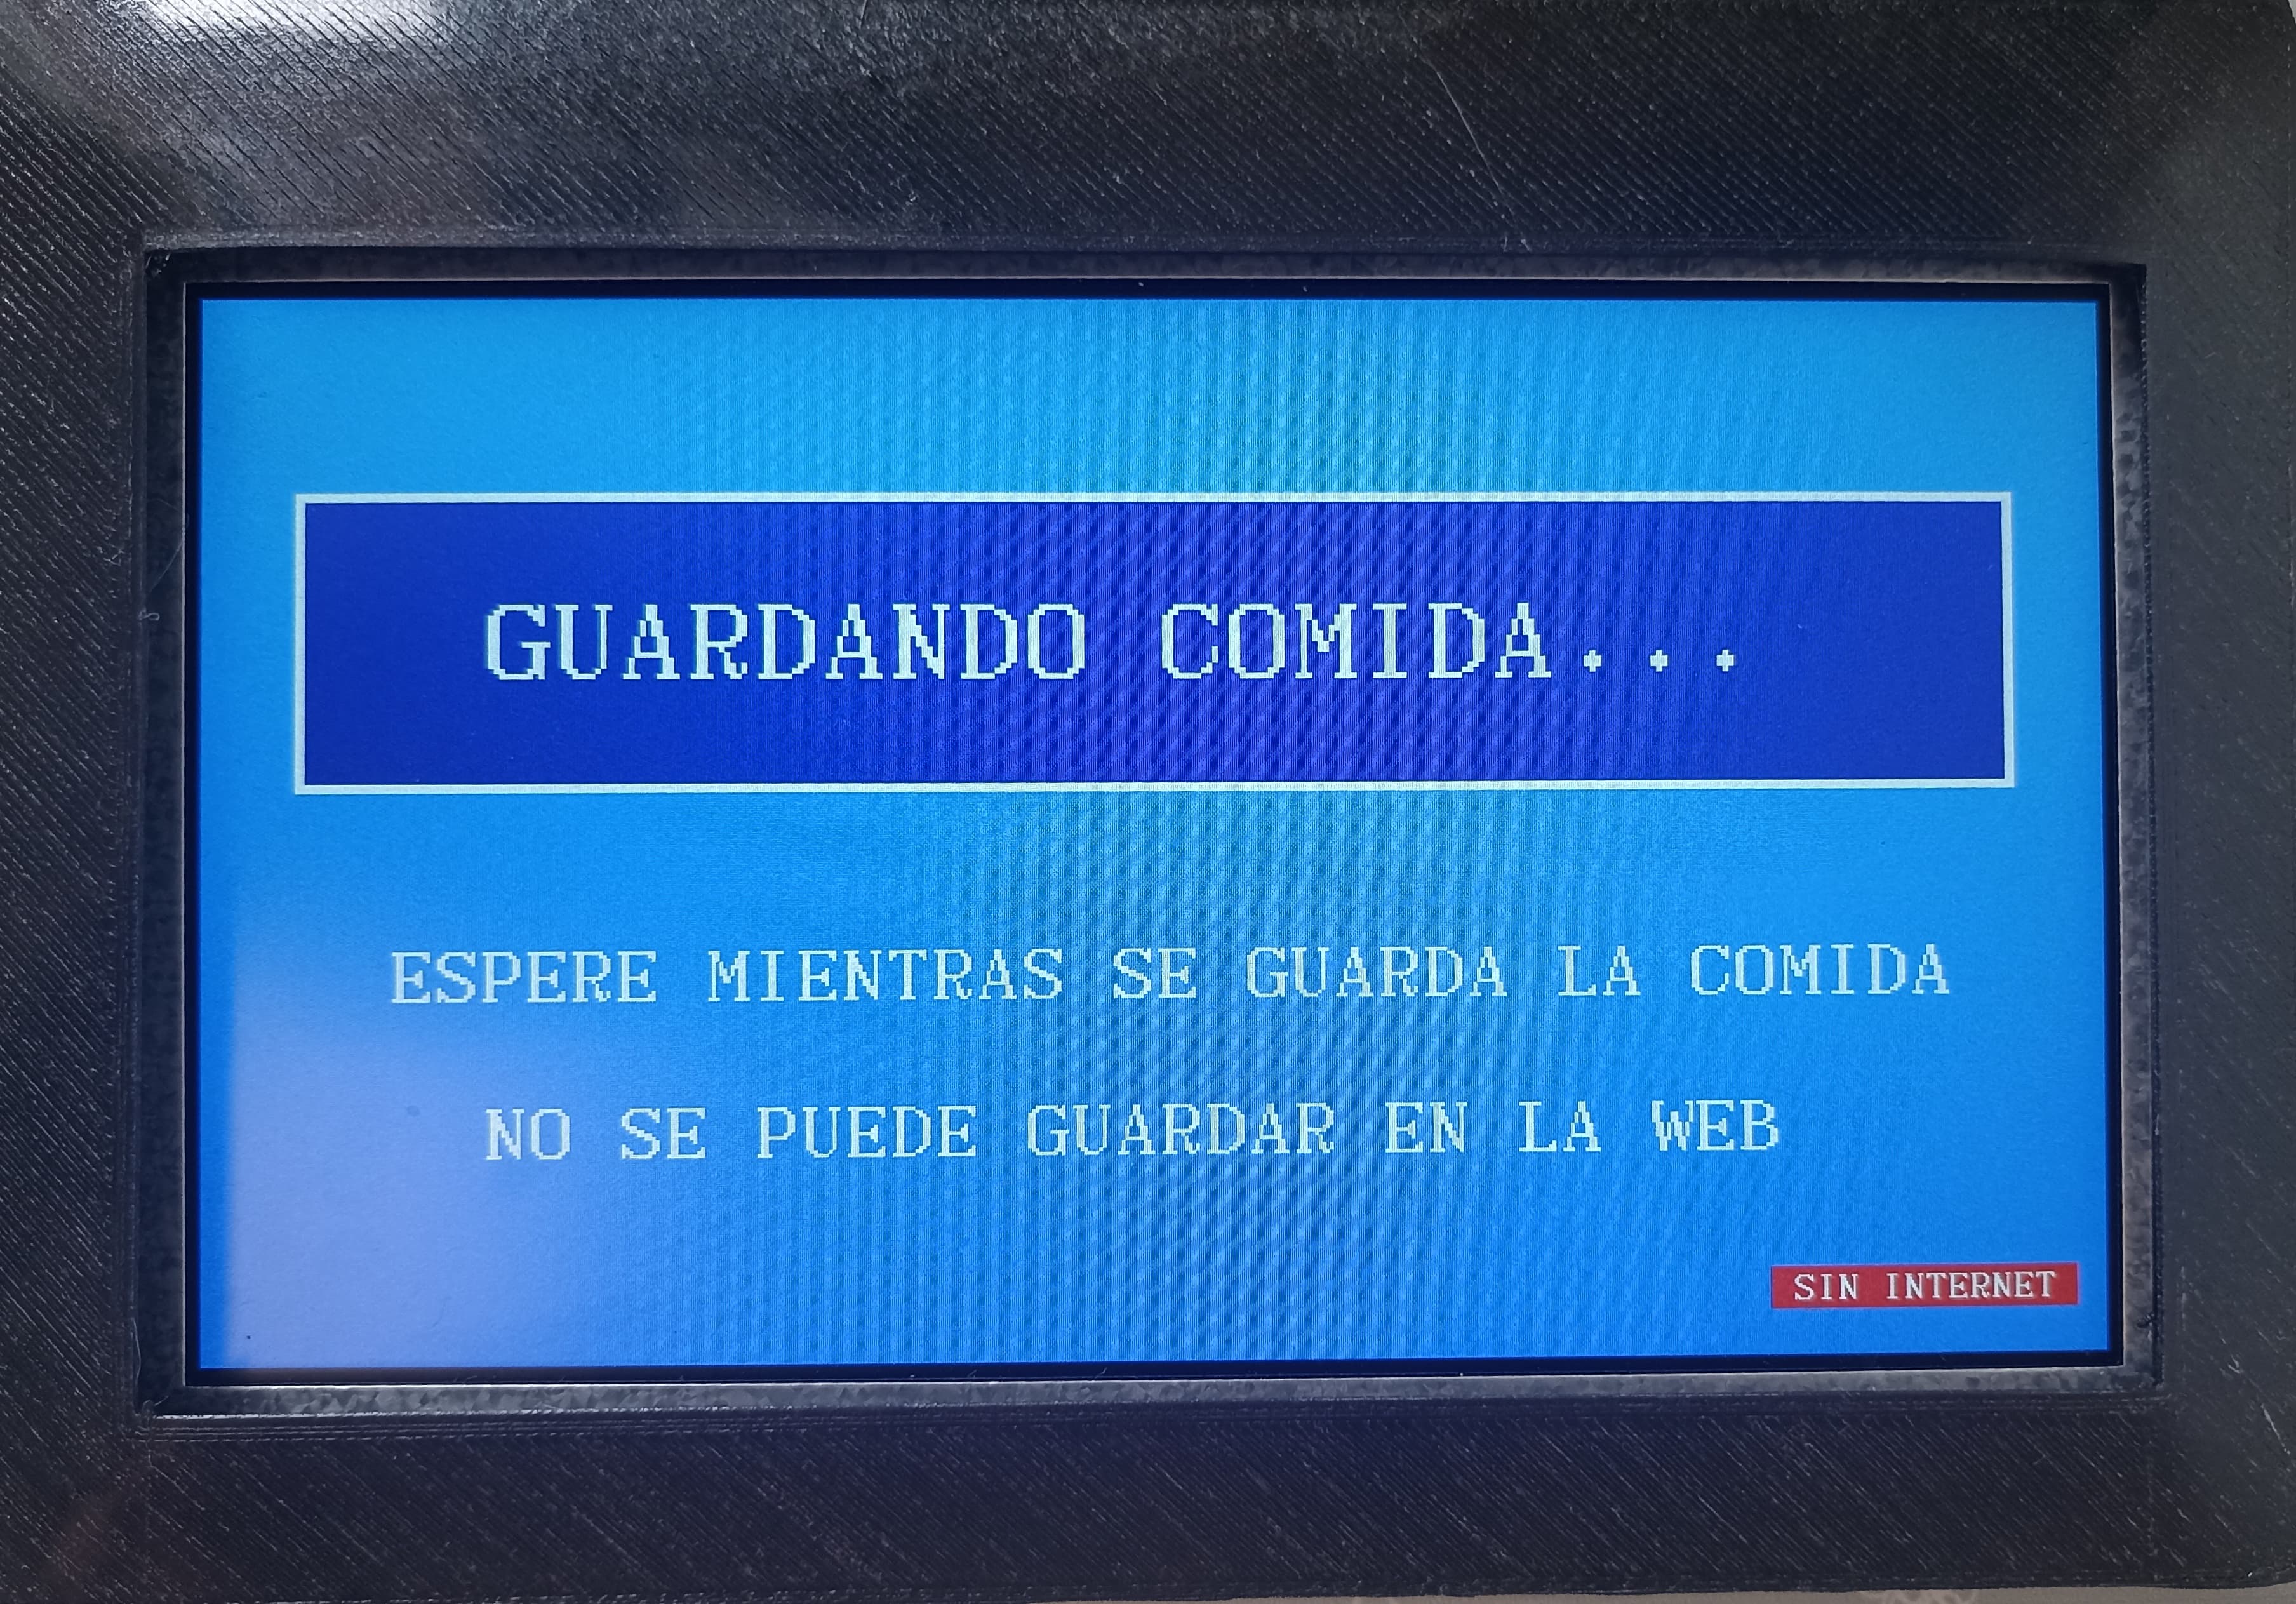 GUARDANDO COMIDA...
ESPERE MIENTRAS SE GUARDA LA COMIDA
NO SE PUEDE GUARDAR EN LA WEB
SIN INTERNET